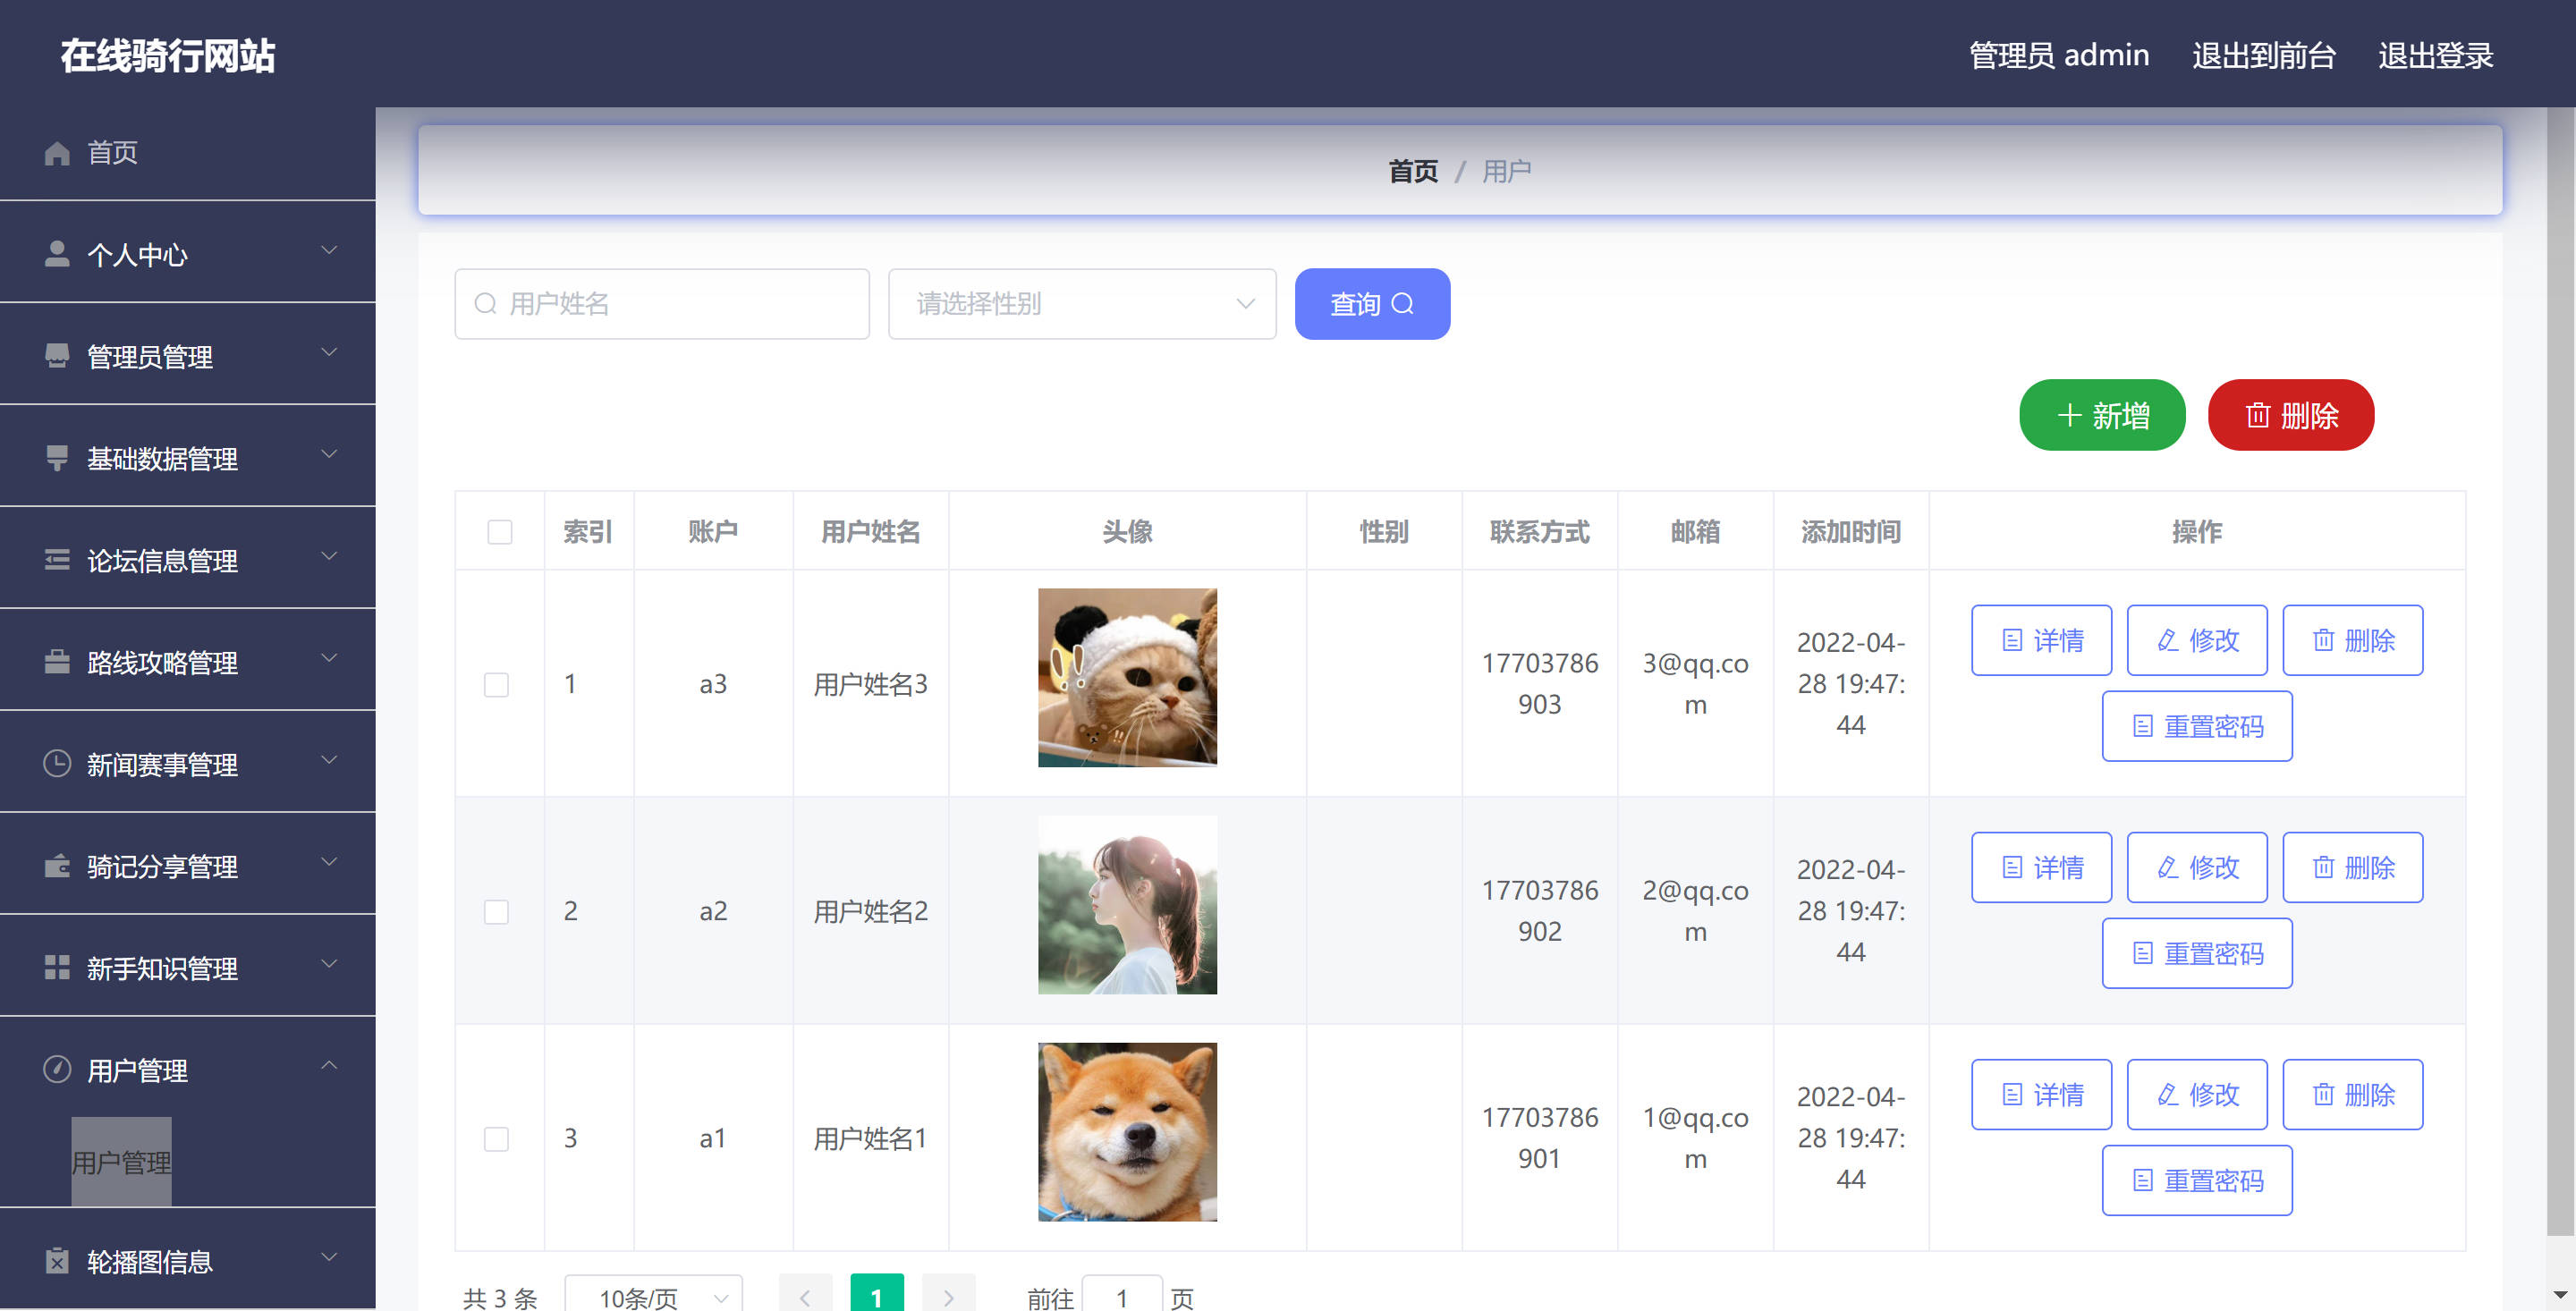 在线骑行网站
管理员 admin 退出到前台 退出登录
首页
个人中心
管理员管理
基础数据管理
论坛信息管理
路线攻略管理
新闻赛事管理
骑记分享管理
新手知识管理
用户管理
用户管理
轮播图信息
首页 / 用户
用户姓名 请选择性别 查询
新增 删除
索引 账户 用户姓名 头像 性别 联系方式 邮箱 添加时间 操作
1 a3 用户姓名3
17703786
903
3@qq.co
m
2022-04-
28 19:47:
44
详情 修改 删除
重置密码
2 a2 用户姓名2
17703786
902
2@qq.co
m
2022-04-
28 19:47:
44
详情 修改 删除
重置密码
3 a1 用户姓名1
17703786
901
1@qq.co
m
2022-04-
28 19:47:
44
详情 修改 删除
重置密码
共 3 条 10条/页 1 前往 1 页